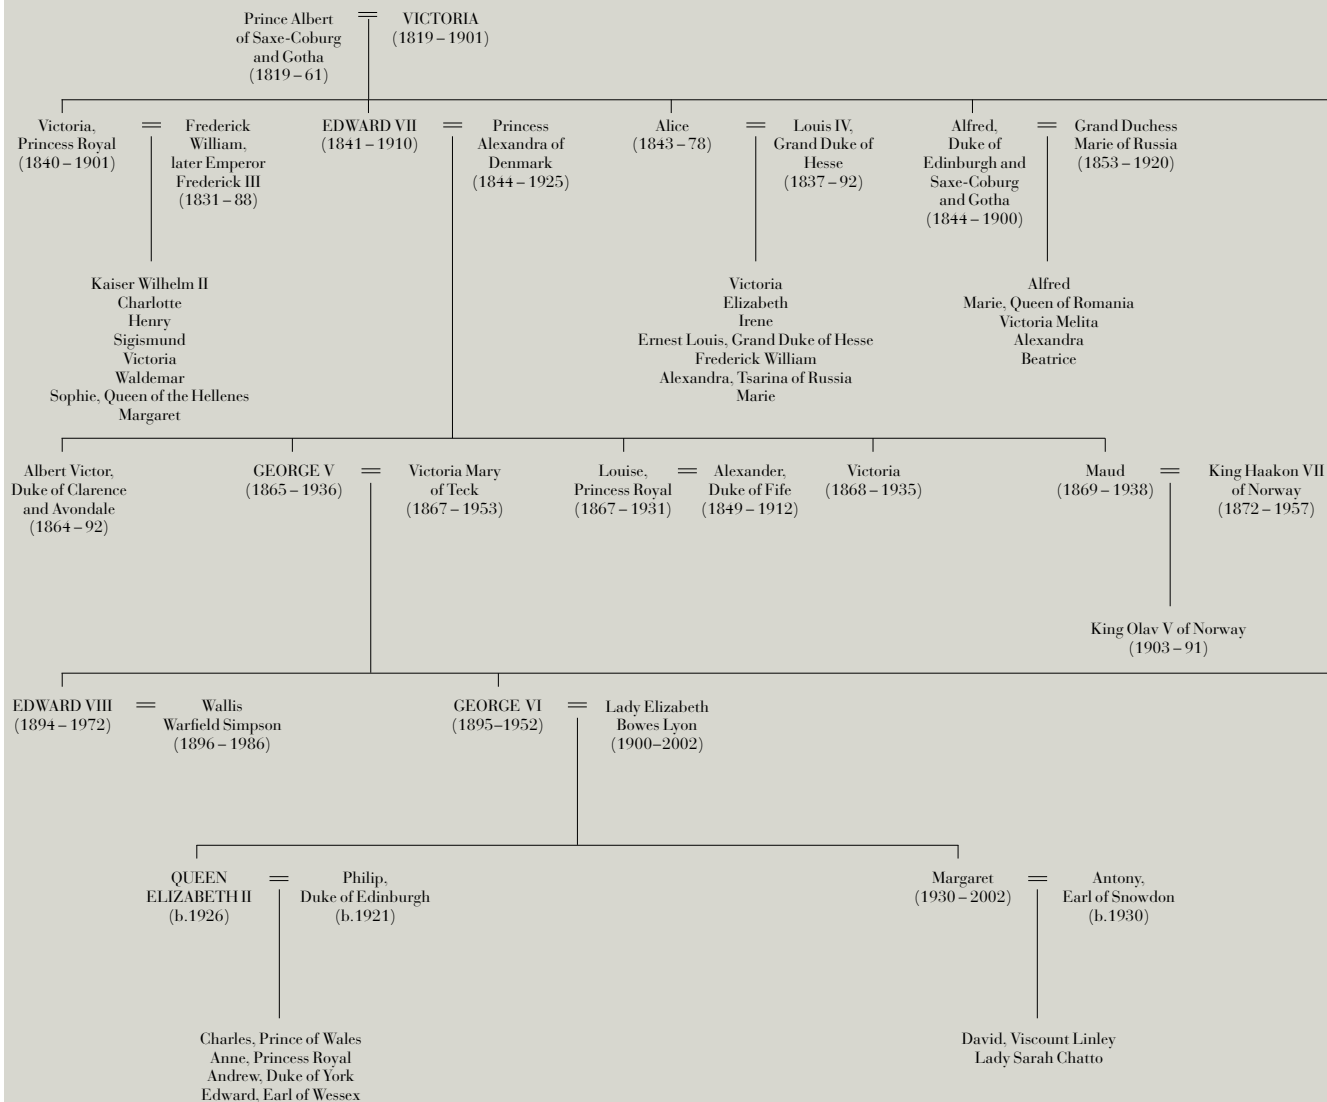 Prince Albert
of Saxe-Coburg
and Gotha
(1819 – 61)
VICTORIA
(1819 – 1901)
Victoria,
Princess Royal
(1840 – 1901)
Frederick
William,
later Emperor
Frederick III
(1831 – 88)
EDWARD VII
(1841 – 1910)
Princess
Alexandra of
Denmark
(1844 – 1925)
Alice
(1843 – 78)
Louis IV,
Grand Duke of
Hesse
(1837 – 92)
Alfred,
Duke of
Edinburgh and
Saxe-Coburg
and Gotha
(1844 – 1900)
Grand Duchess
Marie of Russia
(1853 – 1920)
Kaiser Wilhelm II
Charlotte
Henry
Sigismund
Victoria
Waldemar
Sophie, Queen of the Hellenes
Margaret
Victoria
Elizabeth
Irene
Ernest Louis, Grand Duke of Hesse
Frederick William
Alexandra, Tsarina of Russia
Marie
Alfred
Marie, Queen of Romania
Victoria Melita
Alexandra
Beatrice
Albert Victor,
Duke of Clarence
and Avondale
(1864 – 92)
GEORGE V
(1865 – 1936)
Victoria Mary
of Teck
(1867 – 1953)
Louise,
Princess Royal
(1867 – 1931)
Alexander,
Duke of Fife
(1849 – 1912)
Victoria
(1868 – 1935)
Maud
(1869 – 1938)
King Haakon VII
of Norway
(1872 – 1957)
King Olav V of Norway
(1903 – 91)
EDWARD VIII
(1894 – 1972)
Wallis
Warfield Simpson
(1896 – 1986)
GEORGE VI
(1895–1952)
Lady Elizabeth
Bowes Lyon
(1900–2002)
QUEEN
ELIZABETH II
(b.1926)
Philip,
Duke of Edinburgh
(b.1921)
Margaret
(1930 – 2002)
Antony,
Earl of Snowdon
(b.1930)
Charles, Prince of Wales
Anne, Princess Royal
Andrew, Duke of York
Edward, Earl of Wessex
David, Viscount Linley
Lady Sarah Chatto